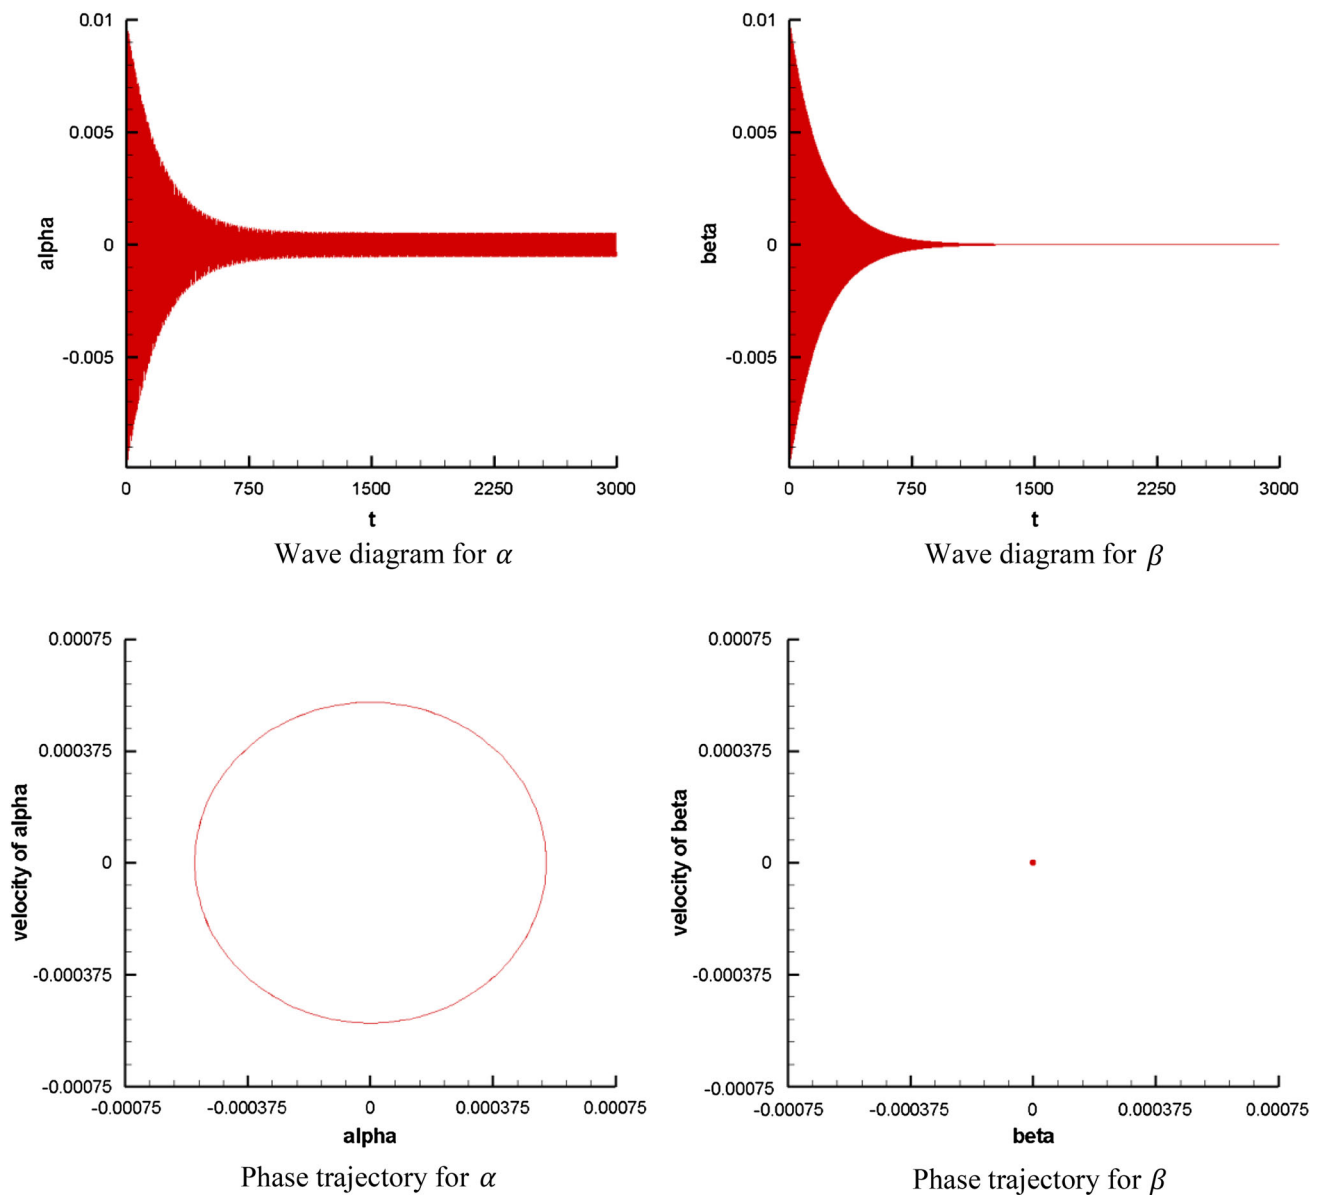 0.01
0.005
0
-0.005
alpha
0 750 1500 2250 3000
t
Wave diagram for α
0.01
0.005
0
-0.005
beta
0 750 1500 2250 3000
t
Wave diagram for β
0.00075
0.000375
0
-0.000375
-0.00075
velocity of alpha
-0.00075 -0.000375 0 0.000375 0.00075
alpha
Phase trajectory for α
0.00075
0.000375
0
-0.000375
-0.00075
velocity of beta
-0.00075 -0.000375 0 0.000375 0.00075
beta
Phase trajectory for β